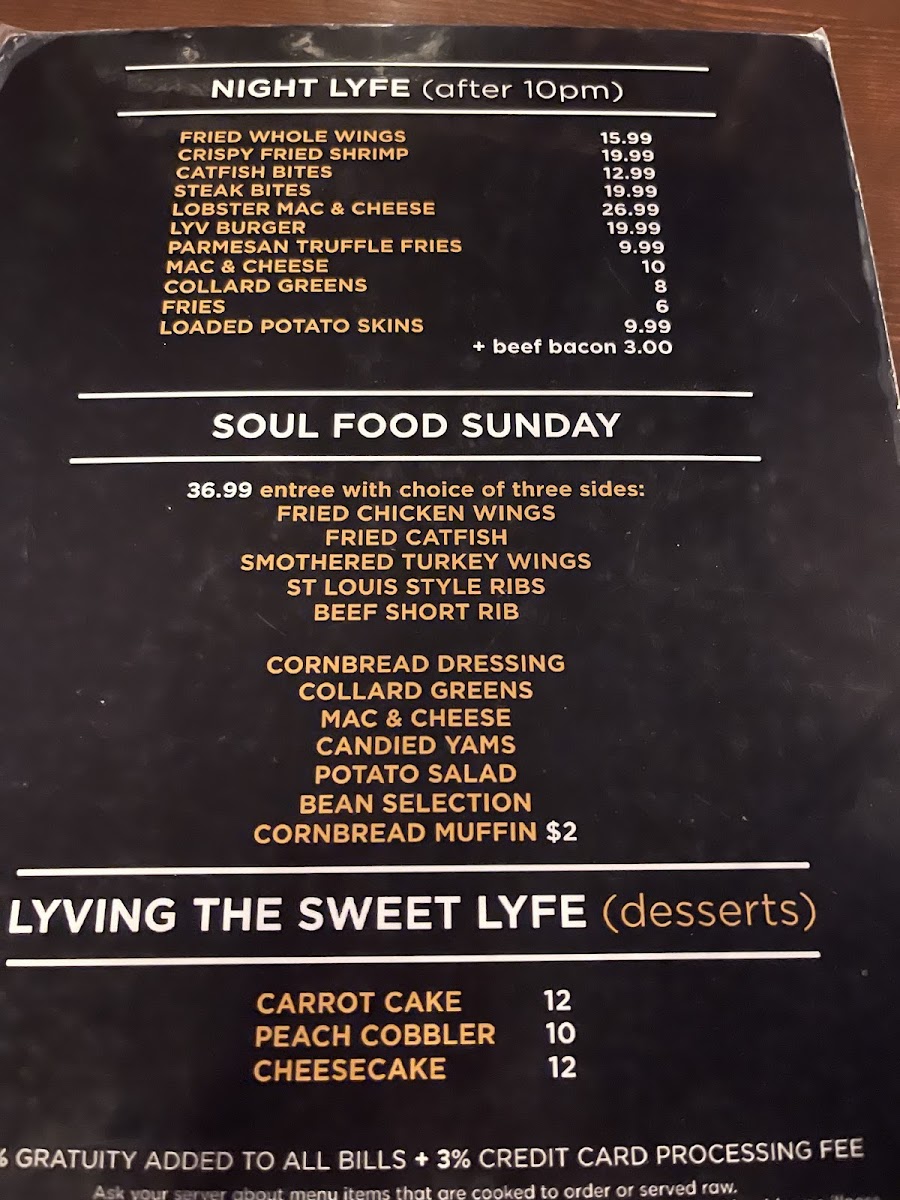 NIGHT LYFE (after 10pm)
FRIED WHOLE WINGS 15.99
CRISPY FRIED SHRIMP 19.99
CATFISH BITES 12.99
STEAK BITES 19.99
LOBSTER MAC & CHEESE 26.99
LYV BURGER 19.99
PARMESAN TRUFFLE FRIES 9.99
MAC & CHEESE 10
COLLARD GREENS 8
FRIES 6
LOADED POTATO SKINS 9.99
+ beef bacon 3.00
SOUL FOOD SUNDAY
36.99 entree with choice of three sides:
FRIED CHICKEN WINGS
FRIED CATFISH
SMOTHERED TURKEY WINGS
ST LOUIS STYLE RIBS
BEEF SHORT RIB
CORNBREAD DRESSING
COLLARD GREENS
MAC & CHEESE
CANDIED YAMS
POTATO SALAD
BEAN SELECTION
CORNBREAD MUFFIN $2
LYVING THE SWEET LYFE (desserts)
CARROT CAKE 12
PEACH COBBLER 10
CHEESECAKE 12
% GRATUITY ADDED TO ALL BILLS + 3% CREDIT CARD PROCESSING FEE
Ask your server about menu items that are cooked to order or served raw.